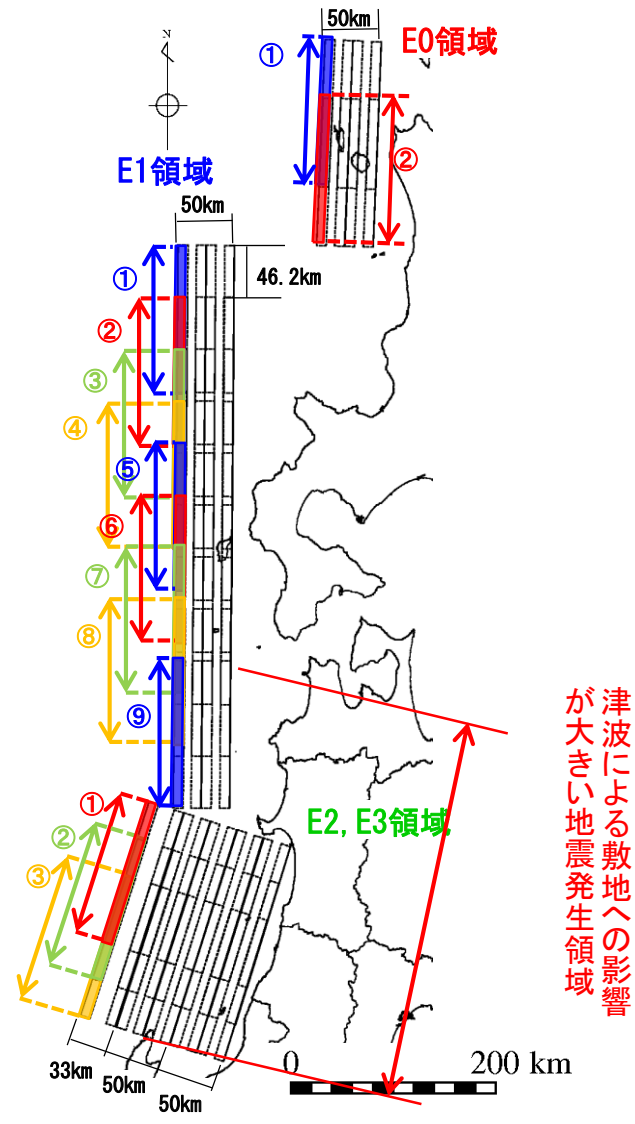 50km
E0領域
①
②
N
E1領域
50km
46.2km
①
②
③
④
⑤
⑥
⑦
⑧
⑨
津波による敷地への影響
が大きい地震発生領域
E2,E3領域
①
②
③
33km
50km
50km
0
200 km